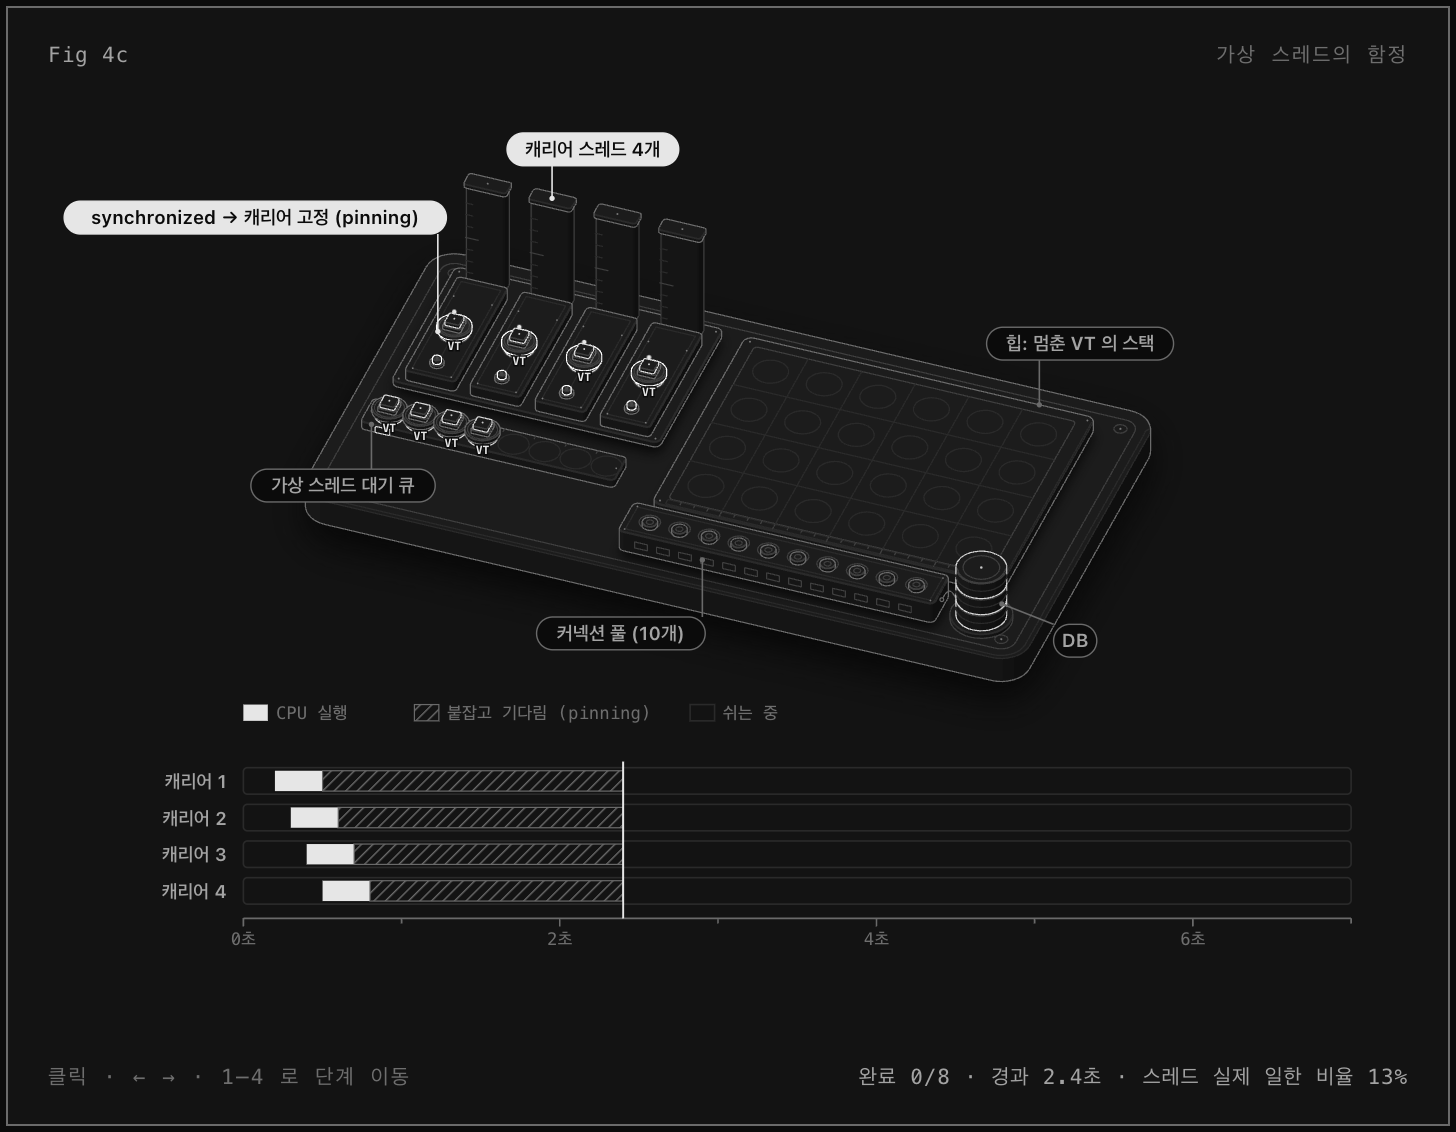 Fig 4c
가상 스레드의 함정
캐리어 스레드 4개
synchronized → 캐리어 고정 (pinning)
힙: 멈춘 VT 의 스택
VT
VT
VT
VT
VT
VT
VT
VT
가상 스레드 대기 큐
커넥션 풀 (10개)
DB
CPU 실행
붙잡고 기다림 (pinning)
쉬는 중
캐리어 1
캐리어 2
캐리어 3
캐리어 4
0초
2초
4초
6초
클릭 · ← → · 1–4 로 단계 이동
완료 0/8 · 경과 2.4초 · 스레드 실제 일한 비율 13%